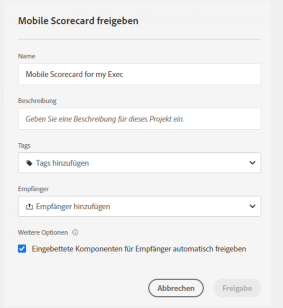 Mobile Scorecard freigeben
Name
Mobile Scorecard for my Exec
Beschreibung
Geben Sie eine Beschreibung für dieses Projekt ein.
Tags
Tags hinzufügen
Empfänger
Empfänger hinzufügen
Weitere Optionen
Eingebettete Komponenten für Empfänger automatisch freigeben
Abbrechen Freigabe